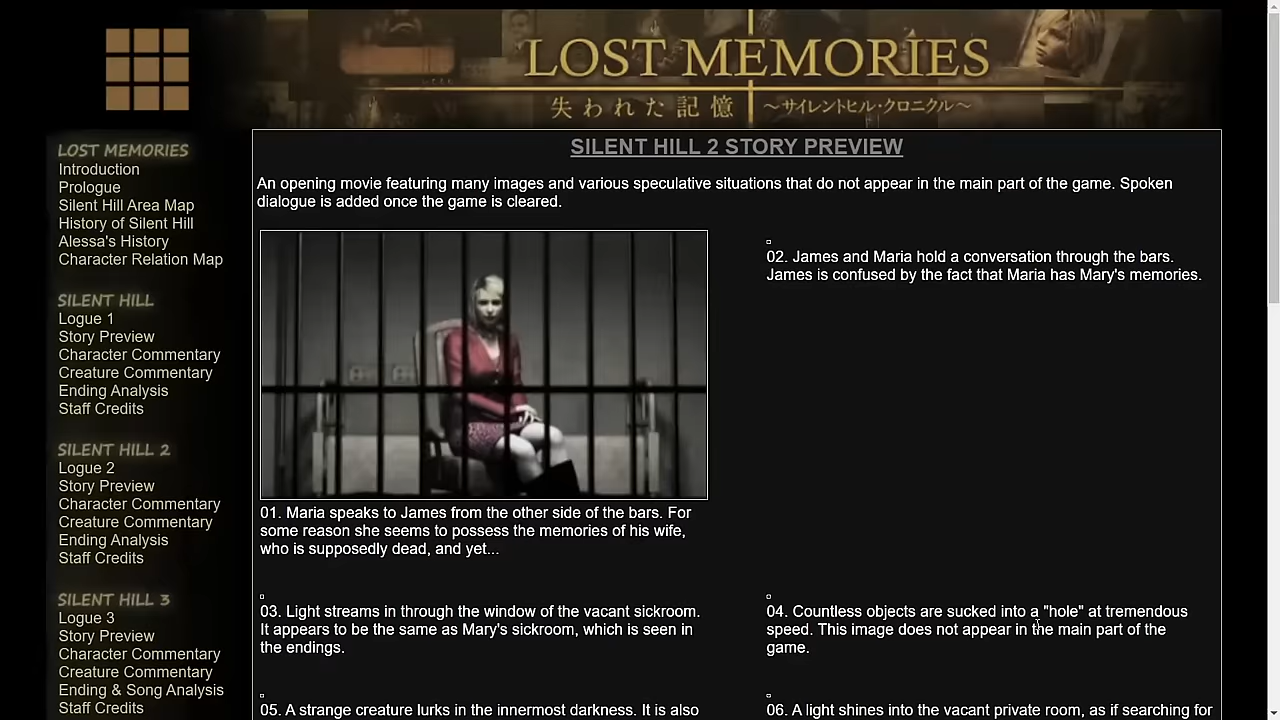 LOST MEMORIES
失われた記憶 ～サイレントヒル・クロニクル～
LOST MEMORIES
Introduction
Prologue
Silent Hill Area Map
History of Silent Hill
Alessa's History
Character Relation Map
SILENT HILL
Logue 1
Story Preview
Character Commentary
Creature Commentary
Ending Analysis
Staff Credits
SILENT HILL 2
Logue 2
Story Preview
Character Commentary
Creature Commentary
Ending Analysis
Staff Credits
SILENT HILL 3
Logue 3
Story Preview
Character Commentary
Creature Commentary
Ending & Song Analysis
Staff Credits
SILENT HILL 2 STORY PREVIEW
An opening movie featuring many images and various speculative situations that do not appear in the main part of the game. Spoken
dialogue is added once the game is cleared.
01. Maria speaks to James from the other side of the bars. For
some reason she seems to possess the memories of his wife,
who is supposedly dead, and yet...
02. James and Maria hold a conversation through the bars.
James is confused by the fact that Maria has Mary's memories.
03. Light streams in through the window of the vacant sickroom.
It appears to be the same as Mary's sickroom, which is seen in
the endings.
04. Countless objects are sucked into a "hole" at tremendous
speed. This image does not appear in the main part of the
game.
05. A strange creature lurks in the innermost darkness. It is also
06. A light shines into the vacant private room, as if searching for